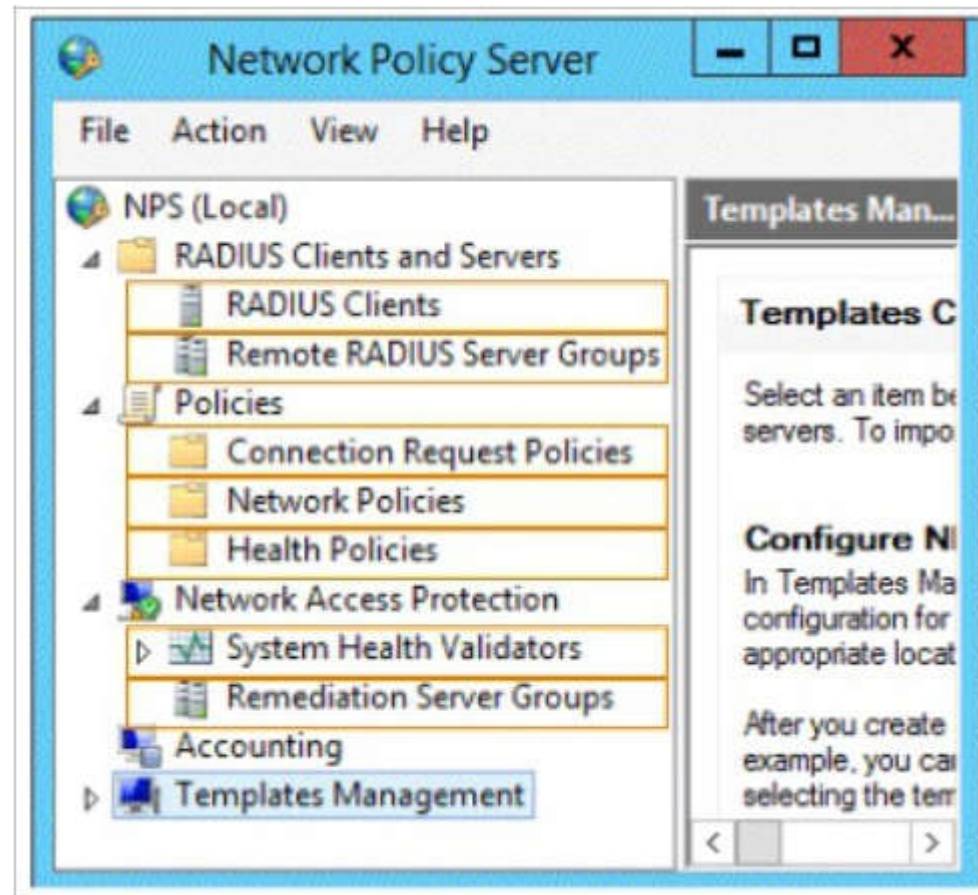 Network Policy Server
File Action View Help
NPS (Local)
RADIUS Clients and Servers
RADIUS Clients
Remote RADIUS Server Groups
Policies
Connection Request Policies
Network Policies
Health Policies
Network Access Protection
System Health Validators
Remediation Server Groups
Accounting
Templates Management
Templates Man...
Templates C
Select an item be
servers. To impo
Configure N
In Templates Ma
configuration for
appropriate locat
After you create
example, you car
selecting the tem